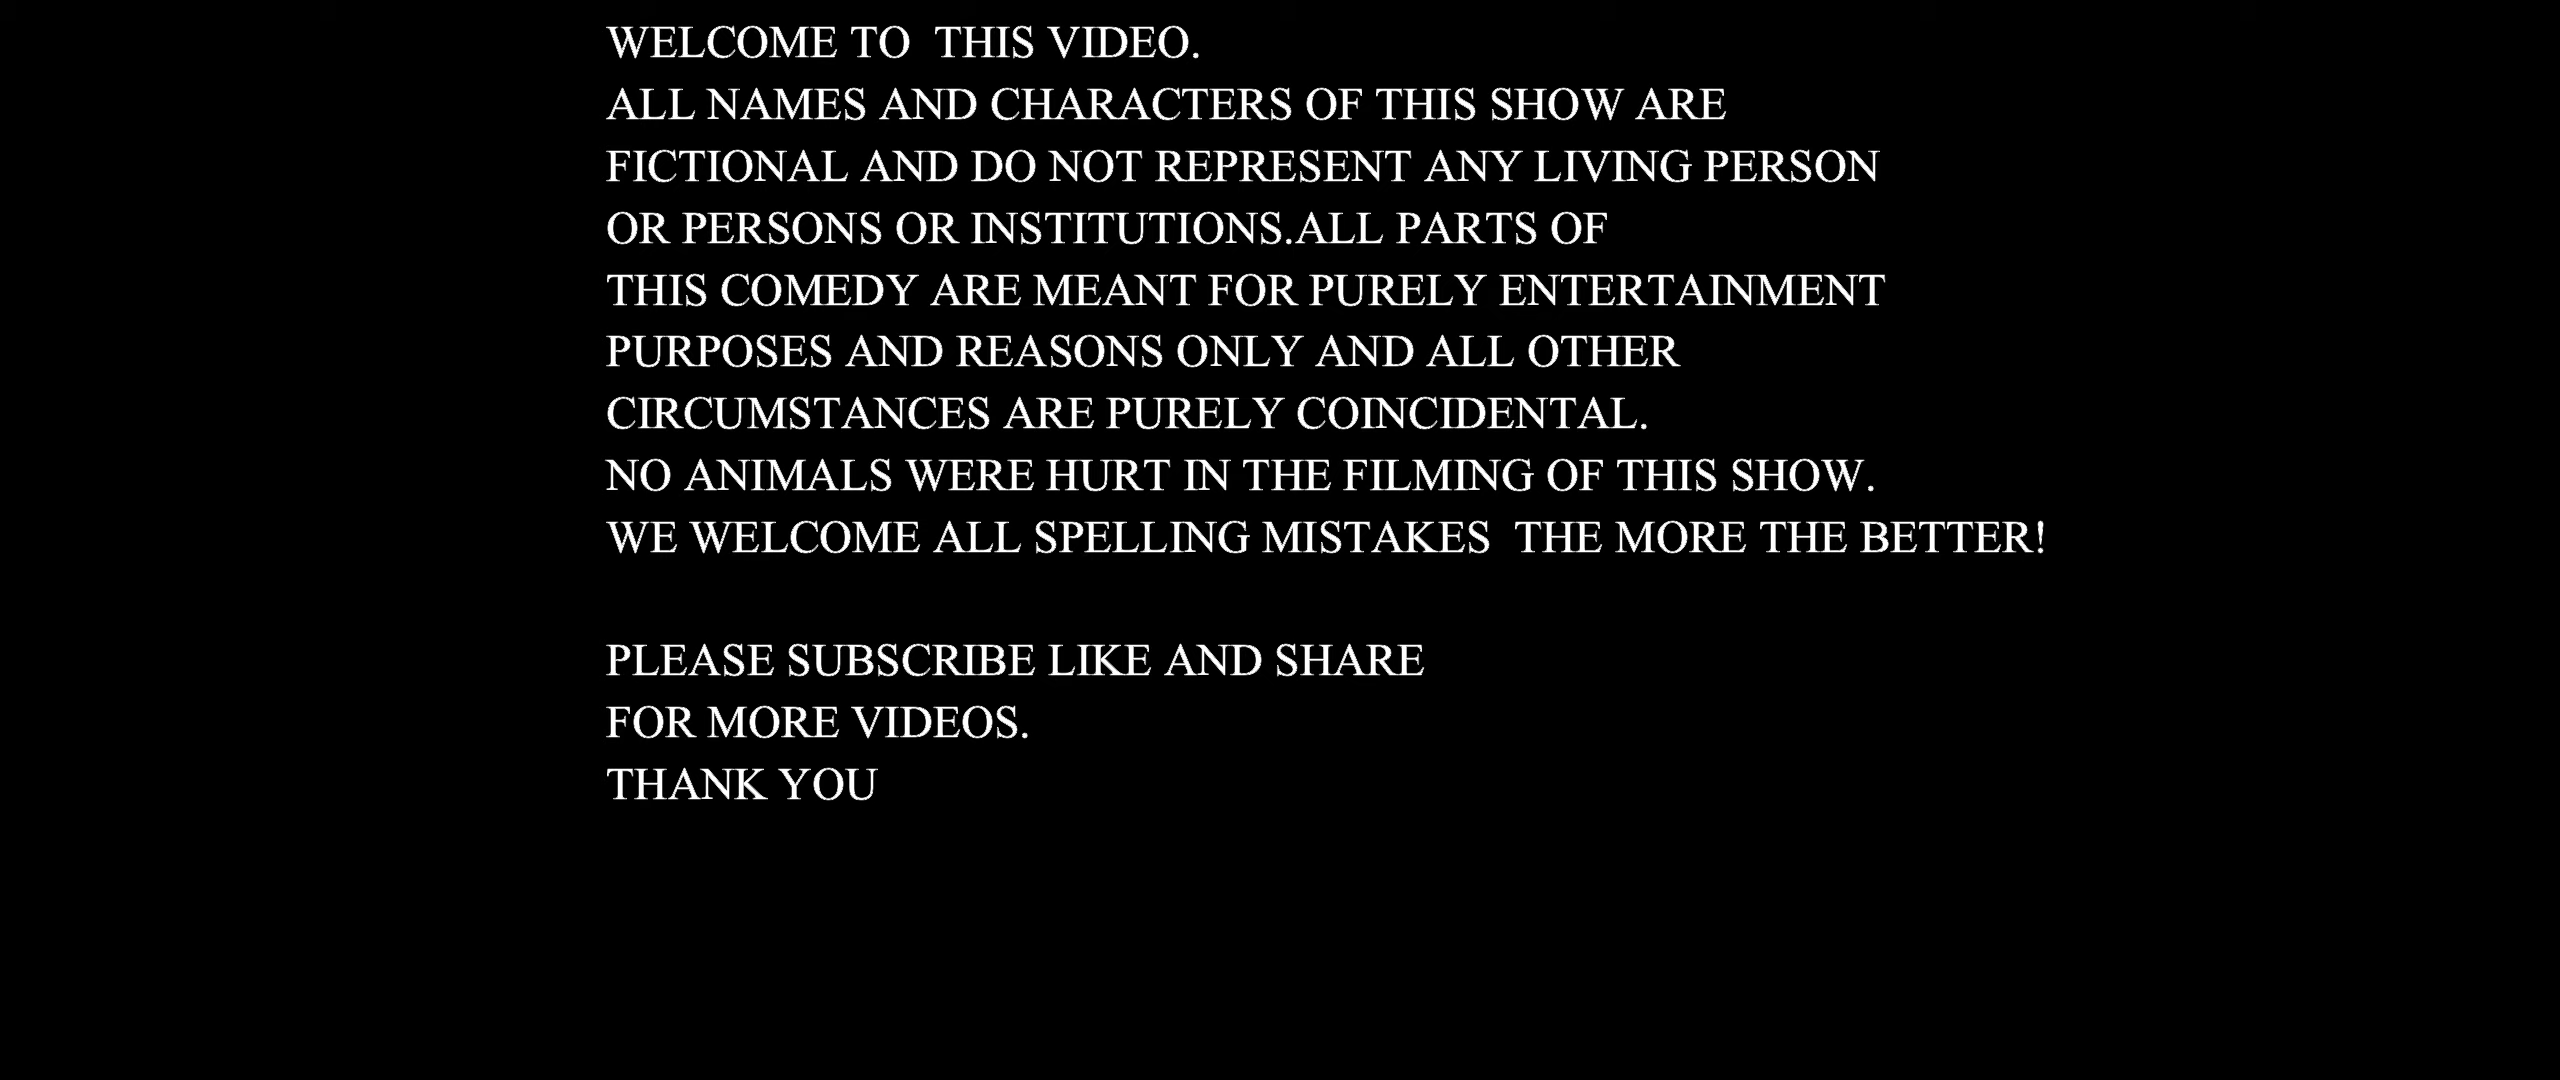 WELCOME TO  THIS VIDEO.
ALL NAMES AND CHARACTERS OF THIS SHOW ARE
FICTIONAL AND DO NOT REPRESENT ANY LIVING PERSON
OR PERSONS OR INSTITUTIONS.ALL PARTS OF
THIS COMEDY ARE MEANT FOR PURELY ENTERTAINMENT
PURPOSES AND REASONS ONLY AND ALL OTHER
CIRCUMSTANCES ARE PURELY COINCIDENTAL.
NO ANIMALS WERE HURT IN THE FILMING OF THIS SHOW.
WE WELCOME ALL SPELLING MISTAKES  THE MORE THE BETTER!
PLEASE SUBSCRIBE LIKE AND SHARE
FOR MORE VIDEOS.
THANK YOU